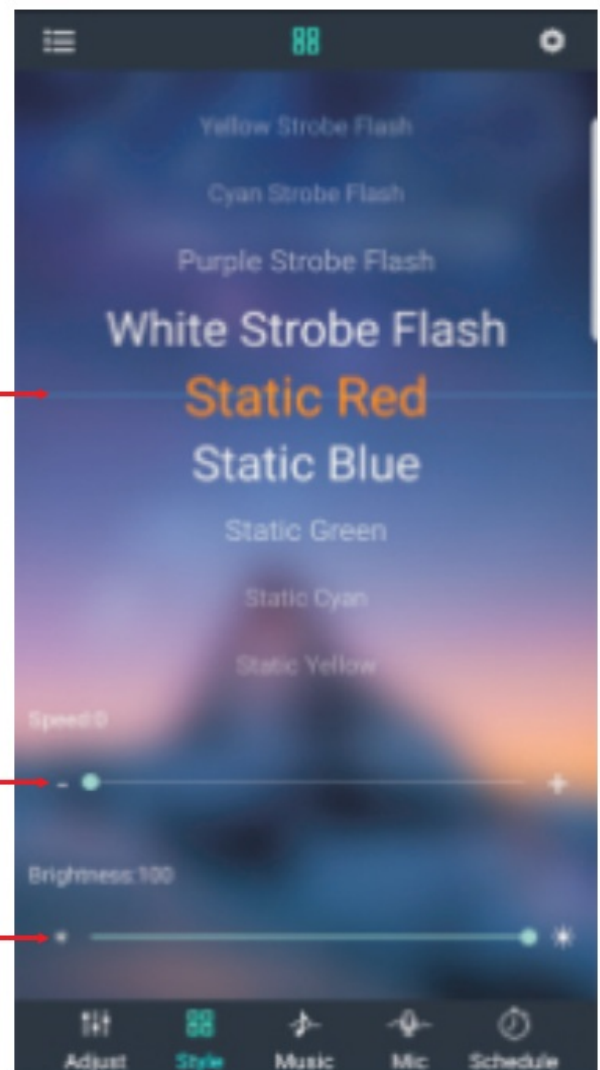 Yellow Strobe Flash
Cyan Strobe Flash
Purple Strobe Flash
White Strobe Flash
Static Red
Static Blue
Static Green
Static Cyan
Static Yellow
Speed:0
- +
Brightness:100
Adjust Style Music Mic Schedule